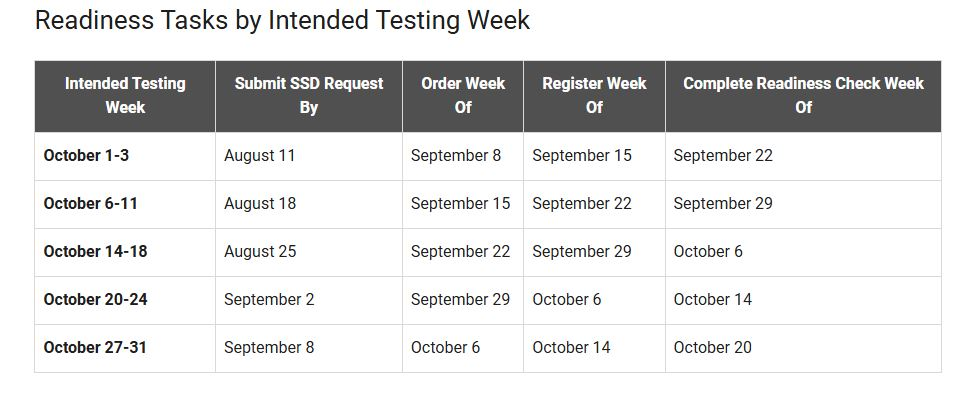 Readiness Tasks by Intended Testing Week
Intended Testing Week | Submit SSD Request By | Order Week Of | Register Week Of | Complete Readiness Check Week Of
October 1-3 | August 11 | September 8 | September 15 | September 22
October 6-11 | August 18 | September 15 | September 22 | September 29
October 14-18 | August 25 | September 22 | September 29 | October 6
October 20-24 | September 2 | September 29 | October 6 | October 14
October 27-31 | September 8 | October 6 | October 14 | October 20